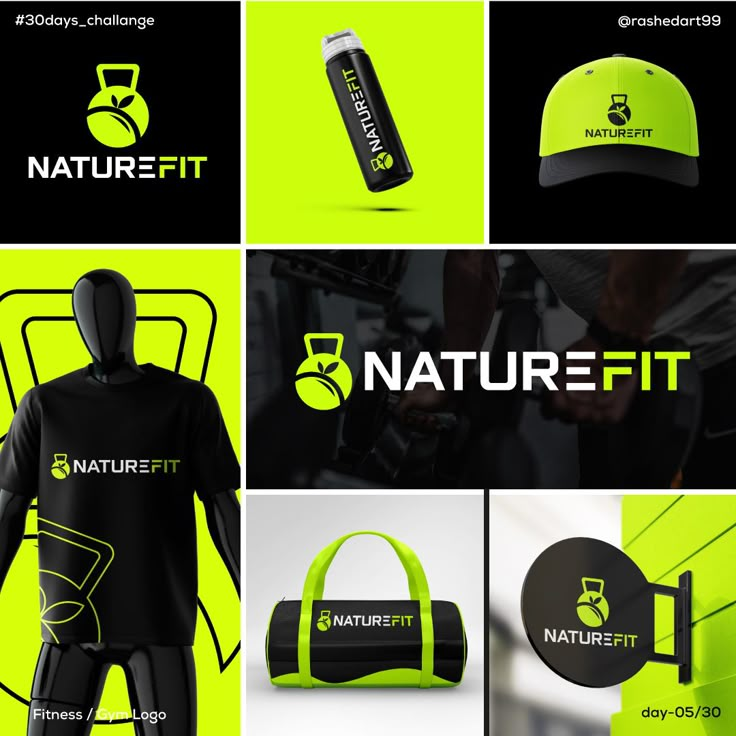 #30days_challange
@rashedart99
NATUREFIT
NATUREFIT
NATUREFIT
NATUREFIT
NATUREFIT
NATUREFIT
NATUREFIT
Fitness / Gym Logo
day-05/30